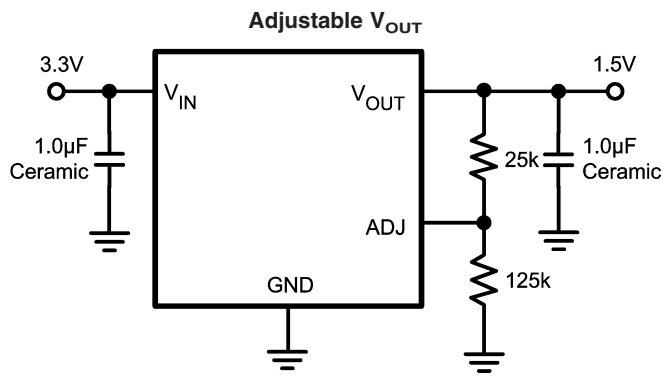 Adjustable VOUT
3.3V
1.5V
VIN
VOUT
1.0µF
Ceramic
25k
1.0µF
Ceramic
ADJ
GND
125k